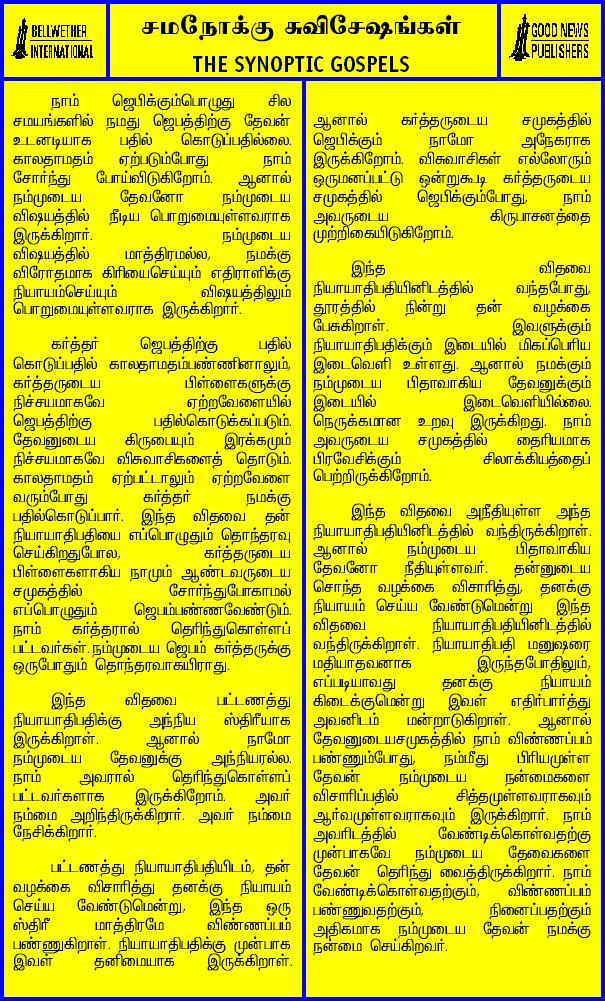 BELLWETHER
INTERNATIONAL
சமநோக்கு சுவிசேஷங்கள்
THE SYNOPTIC GOSPELS
GOOD NEWS
PUBLISHERS
நாம் ஜெபிக்கும்பொழுது சில
சமயங்களில் நமது ஜெபத்திற்கு தேவன்
உடனடியாக பதில் கொடுப்பதில்லை.
காலதாமதம் ஏற்படும்போது நாம்
சோர்ந்து போய்விடுகிறோம். ஆனால்
நம்முடைய தேவனோ நம்முடைய
விஷயத்தில் நீடிய பொறுமையுள்ளவராக
இருக்கிறார். நம்முடைய
விஷயத்தில் மாத்திரமல்ல, நமக்கு
விரோதமாக கிரியைசெய்யும் எதிராளிக்கு
நியாயம்செய்யும் விஷயத்திலும்
பொறுமையுள்ளவராக இருக்கிறார்.
கர்த்தர் ஜெபத்திற்கு பதில்
கொடுப்பதில் காலதாமதம்பண்ணினாலும்,
கர்த்தருடைய பிள்ளைகளுக்கு
நிச்சயமாகவே ஏற்றவேளையில்
ஜெபத்திற்கு பதில்கொடுக்கப்படும்.
தேவனுடைய கிருபையும் இரக்கமும்
நிச்சயமாகவே விசுவாசிகளைத் தொடும்.
காலதாமதம் ஏற்பட்டாலும் ஏற்றவேளை
வரும்போது கர்த்தர் நமக்கு
பதில்கொடுப்பார். இந்த விதவை தன்
நியாயாதிபதியை எப்பொழுதும் தொந்தரவு
செய்கிறதுபோல, கர்த்தருடைய
பிள்ளைகளாகிய நாமும் ஆண்டவருடைய
சமுகத்தில் சோர்ந்துபோகாமல்
எப்பொழுதும் ஜெபம்பண்ணவேண்டும்.
நாம் கர்த்தரால் தெரிந்துகொள்ளப்
பட்டவர்கள். நம்முடைய ஜெபம் கர்த்தருக்கு
ஒருபோதும் தொந்தரவாகயிராது.
இந்த விதவை பட்டணத்து
நியாயாதிபதிக்கு அந்நிய ஸ்திரீயாக
இருக்கிறாள். ஆனால் நாமோ
நம்முடைய தேவனுக்கு அந்நியரல்ல.
நாம் அவரால் தெரிந்துகொள்ளப்
பட்டவர்களாக இருக்கிறோம். அவர்
நம்மை அறிந்திருக்கிறார். அவர் நம்மை
நேசிக்கிறார்.
பட்டணத்து நியாயாதிபதியிடம், தன்
வழக்கை விசாரித்து தனக்கு நியாயம்
செய்ய வேண்டுமென்று, இந்த ஒரு
ஸ்திரீ மாத்திரமே விண்ணப்பம்
பண்ணுகிறாள். நியாயாதிபதிக்கு முன்பாக
இவள் தனிமையாக இருக்கிறாள்.
ஆனால் கர்த்தருடைய சமுகத்தில்
ஜெபிக்கும் நாமோ அநேகராக
இருக்கிறோம். விசுவாசிகள் எல்லோரும்
ஒருமனப்பட்டு ஒன்றுகூடி கர்த்தருடைய
சமுகத்தில் ஜெபிக்கும்போது, நாம்
அவருடைய கிருபாசனத்தை
முற்றிகையிடுகிறோம்.
இந்த விதவை
நியாயாதிபதியினிடத்தில் வந்தபோது,
தூரத்தில் நின்று தன் வழக்கை
பேசுகிறாள். இவளுக்கும்
நியாயாதிபதிக்கும் இடையில் மிகப்பெரிய
இடைவெளி உள்ளது. ஆனால் நமக்கும்
நம்முடைய பிதாவாகிய தேவனுக்கும்
இடையில் இடைவெளியில்லை.
நெருக்கமான உறவு இருக்கிறது. நாம்
அவருடைய சமுகத்தில் தைரியமாக
பிரவேசிக்கும் சிலாக்கியத்தைப்
பெற்றிருக்கிறோம்.
இந்த விதவை அநீதியுள்ள அந்த
நியாயாதிபதியினிடத்தில் வந்திருக்கிறாள்.
ஆனால் நம்முடைய பிதாவாகிய
தேவனோ நீதியுள்ளவர். தன்னுடைய
சொந்த வழக்கை விசாரித்து, தனக்கு
நியாயம் செய்ய வேண்டுமென்று இந்த
விதவை நியாயாதிபதியினிடத்தில்
வந்திருக்கிறாள். நியாயாதிபதி மனுஷரை
மதியாதவனாக இருந்தபோதிலும்,
எப்படியாவது தனக்கு நியாயம்
கிடைக்குமென்று இவள் எதிர்பார்த்து
அவனிடம் மன்றாடுகிறாள். ஆனால்
தேவனுடையசமுகத்தில் நாம் விண்ணப்பம்
பண்ணும்போது, நம்மீது பிரியமுள்ள
தேவன் நம்முடைய நன்மைகளை
விசாரிப்பதில் சித்தமுள்ளவராகவும்
ஆர்வமுள்ளவராகவும் இருக்கிறார். நாம்
அவரிடத்தில் வேண்டிக்கொள்வதற்கு
முன்பாகவே நம்முடைய தேவைகளை
தேவன் தெரிந்து வைத்திருக்கிறார். நாம்
வேண்டிக்கொள்வதற்கும், விண்ணப்பம்
பண்ணுவதற்கும், நினைப்பதற்கும்
அதிகமாக நம்முடைய தேவன் நமக்கு
நன்மை செய்கிறவர்.